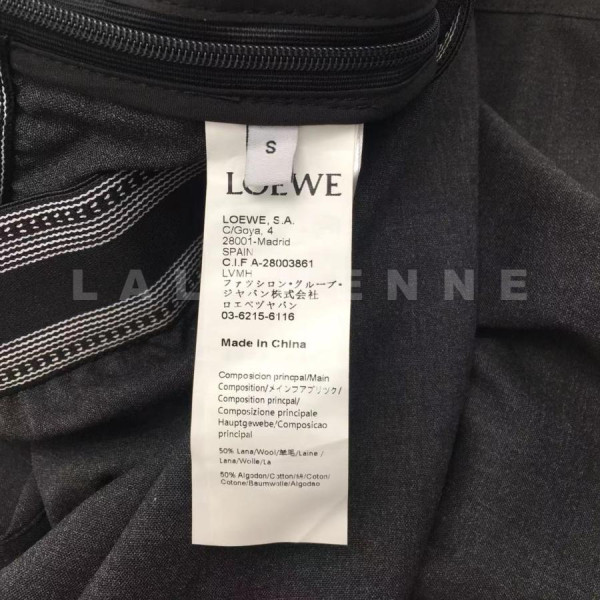 S
LOEWE
LOEWE, S.A.
C/Goya, 4
28001-Madrid
SPAIN
C.I.F A-28003861
LVMH
ファッション・グループ・
ジャパン株式会社
ロエベヅャパン
03-6215-6116
Made in China
Composicion princpal/Main
Composition/メインファブリック/
Composition princpal/
Composizione principale
Hauptgewebe/Composicao
principal
50% Lana/Wool/羊毛/Laine/
Lana/Wolle/La
50% Algodon/Cotton/綿/Coton/
Cotone/Baumwolle/Algodao